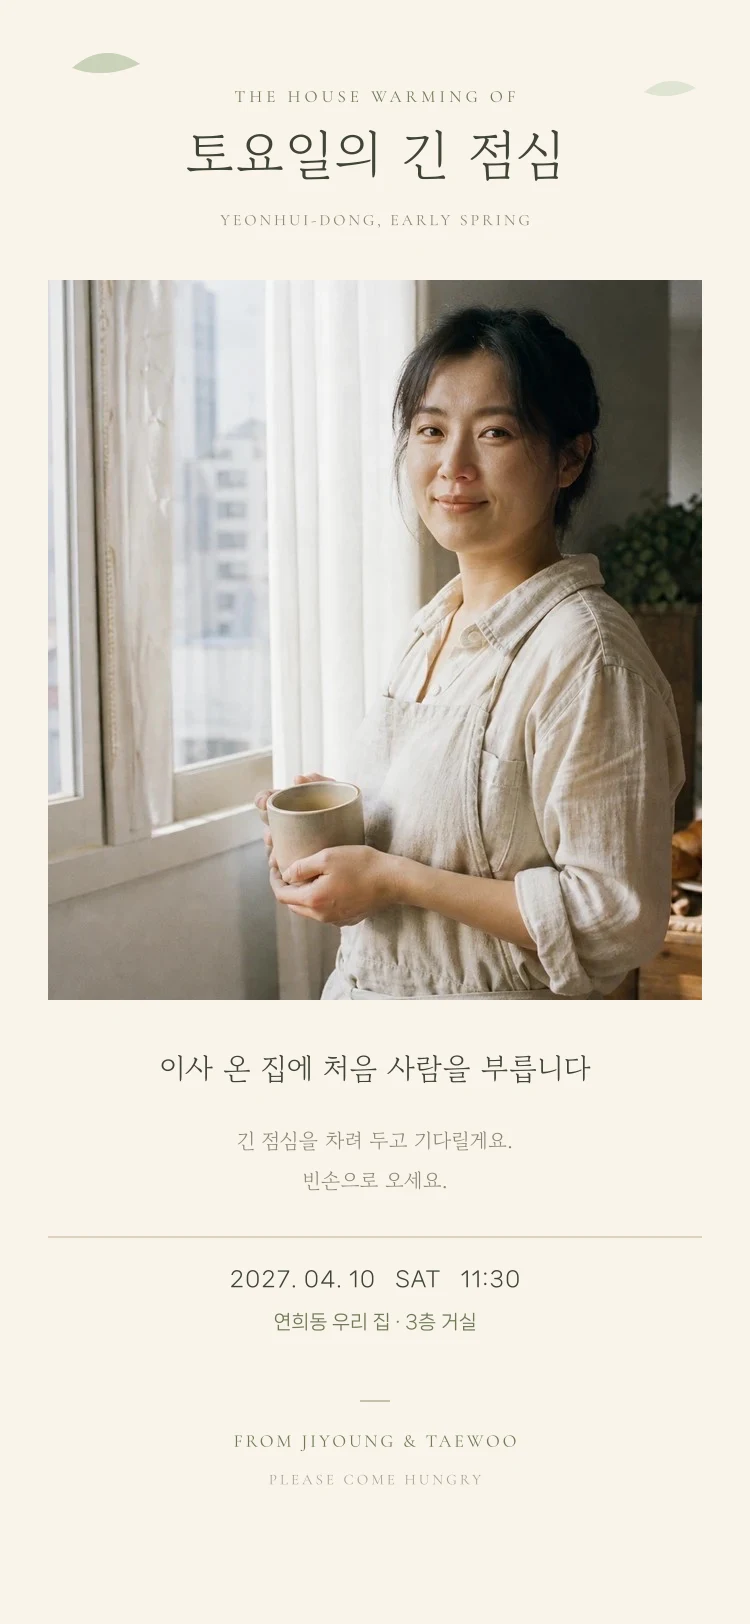 THE HOUSE WARMING OF
토요일의 긴 점심
YEONHUI-DONG, EARLY SPRING
이사 온 집에 처음 사람을 부릅니다
긴 점심을 차려 두고 기다릴게요.
빈손으로 오세요.
2027. 04. 10 SAT 11:30
연희동 우리 집 · 3층 거실
FROM JIYOUNG & TAEWOO
PLEASE COME HUNGRY